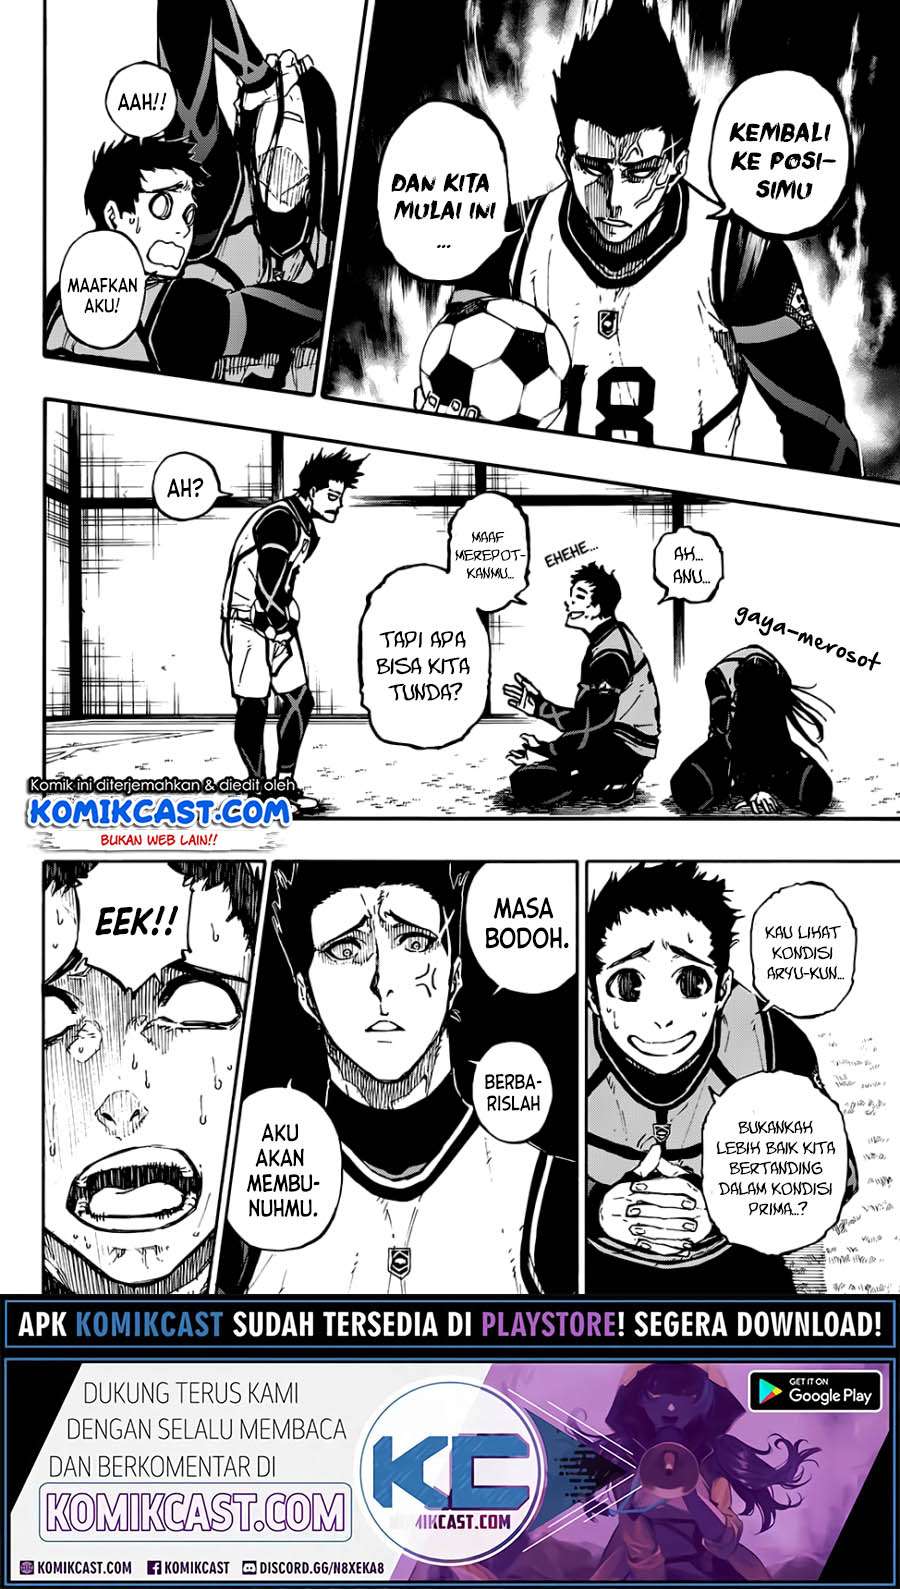 KEMBALI
KE POSI-
SIMU
DAN KITA
MULAI INI
...
18
AAH!!
MAAFKAN
AKU!
AH...
ANU...
gaya-merosot
EHEHE...
MAAF
MEREPOT-
KANMU...
TAPI APA
BISA KITA
TUNDA?
AH?
Komik ini diterjemahkan & diedit oleh
KOMIKCAST.COM
BUKAN WEB LAIN!!
KAU LIHAT
KONDISI
ARYU-KUN...
BUKANKAH
LEBIH BAIK KITA
BERTANDING
DALAM KONDISI
PRIMA..?
MASA
BODOH.
BERBA-
RISLAH
AKU
AKAN
MEMBU-
NUHMU.
EEK!!
APK KOMIKCAST SUDAH TERSEDIA DI PLAYSTORE! SEGERA DOWNLOAD!
DUKUNG TERUS KAMI
DENGAN SELALU MEMBACA
DAN BERKOMENTAR DI
KOMIKCAST.COM
KOMIKCAST.COM KOMIKCAST DISCORD.GG/N8XEKA8
KC
KOMIKCAST.COM
GET IT ON
Google Play